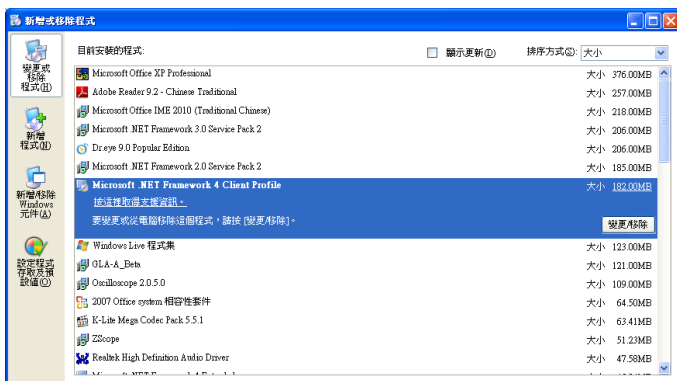 新增或移除程式
變更或
移除
程式(H)
新增
程式(N)
新增/移除
Windows
元件(A)
設定程式
存取及預
設值(O)
目前安裝的程式:
顯示更新(D)
排序方式(S): 大小
Microsoft Office XP Professional 大小 376.00MB
Adobe Reader 9.2 - Chinese Traditional 大小 257.00MB
Microsoft Office IME 2010 (Traditional Chinese) 大小 218.00MB
Microsoft .NET Framework 3.0 Service Pack 2 大小 206.00MB
Dr.eye 9.0 Popular Edition 大小 206.00MB
Microsoft .NET Framework 2.0 Service Pack 2 大小 185.00MB
Microsoft .NET Framework 4 Client Profile 大小 182.00MB
按這裡取得支援資訊。
要變更或從電腦移除這個程式，請按 [變更/移除]。
變更/移除
Windows Live 程式集 大小 123.00MB
GLA-A_Beta 大小 121.00MB
Oscilloscope 2.0.5.0 大小 109.00MB
2007 Office system 相容性套件 大小 64.50MB
K-Lite Mega Codec Pack 5.5.1 大小 63.41MB
ZScope 大小 51.23MB
Realtek High Definition Audio Driver 大小 47.58MB